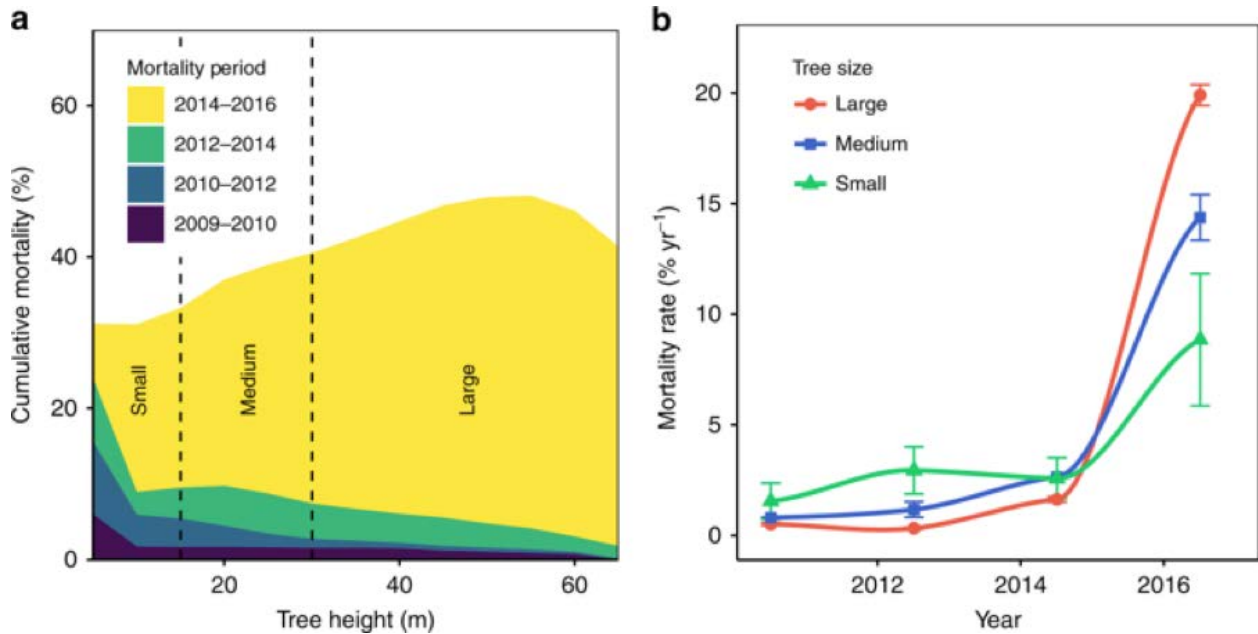 a
Mortality period
2014–2016
2012–2014
2010–2012
2009–2010
Cumulative mortality (%)
60
40
20
0
Small
Medium
Large
20
40
60
Tree height (m)
b
Tree size
Large
Medium
Small
Mortality rate (% yr⁻¹)
20
15
10
5
0
2012
2014
2016
Year